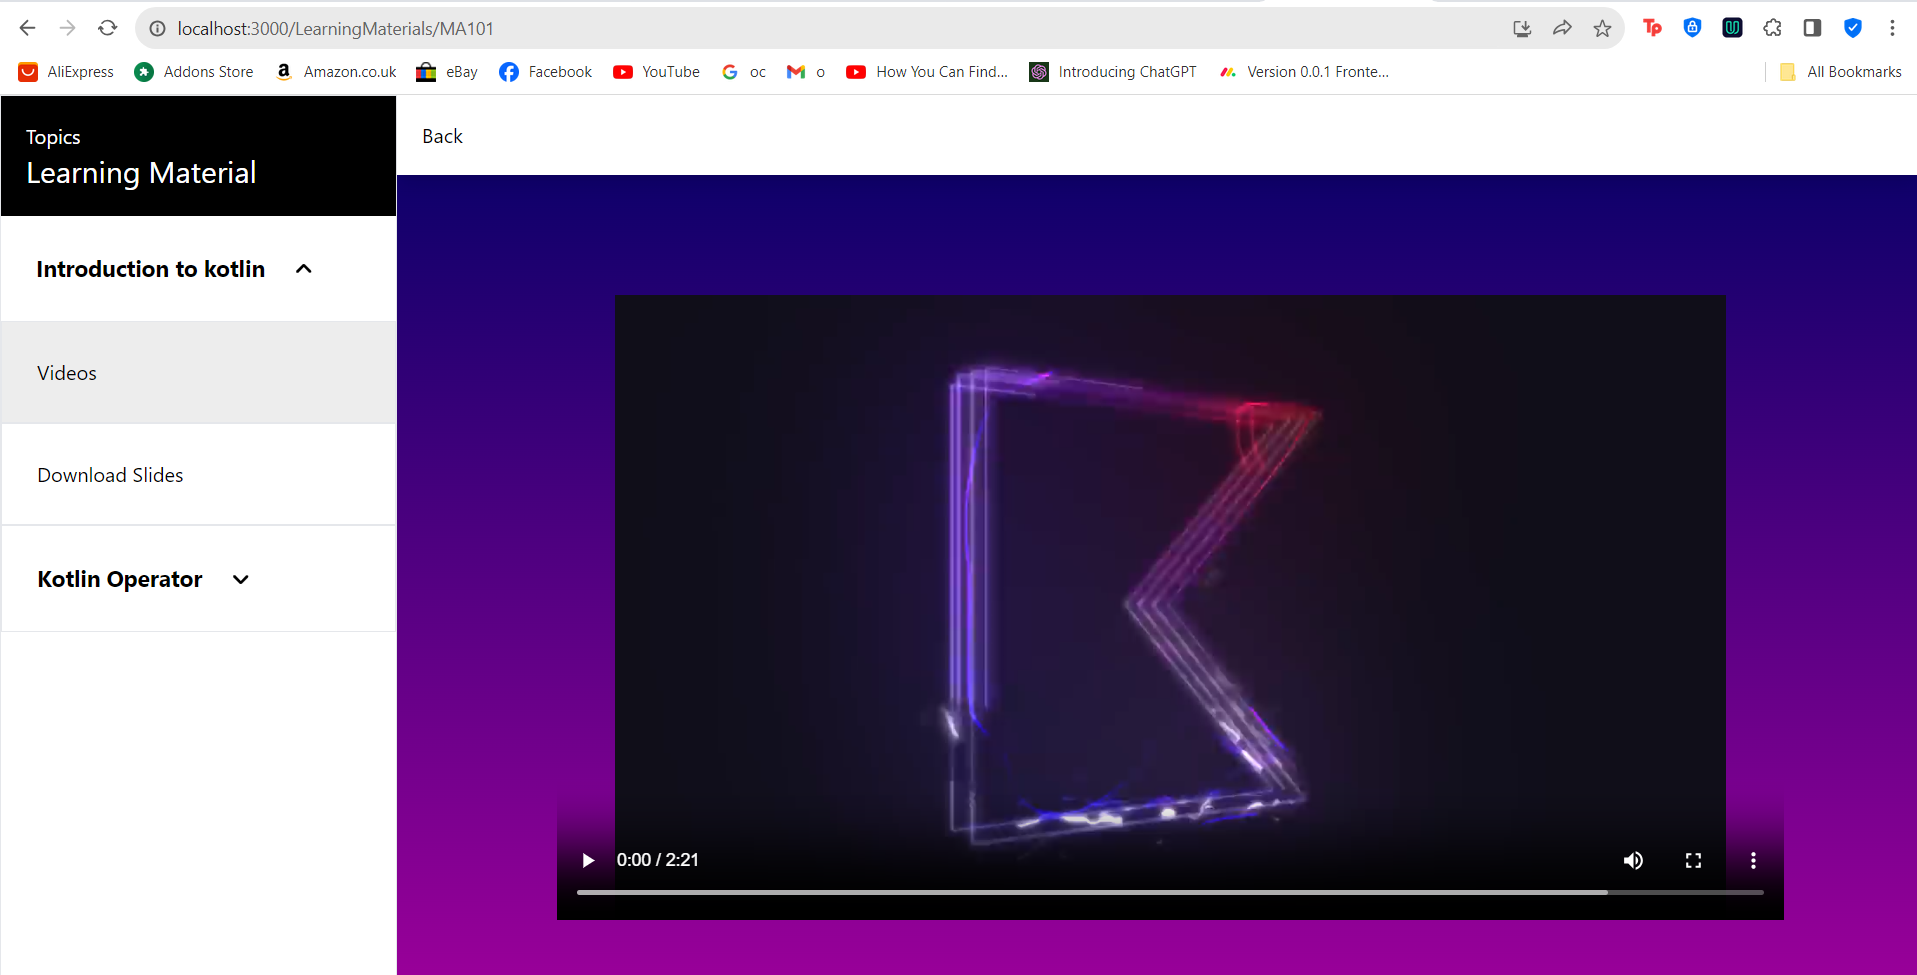 localhost:3000/LearningMaterials/MA101
Tp
AliExpress
Addons Store
a
Amazon.co.uk
eBay
Facebook
YouTube
G oc
o
How You Can Find...
Introducing ChatGPT
Version 0.0.1 Fronte...
All Bookmarks
Topics
Learning Material
Back
Introduction to kotlin
Videos
Download Slides
Kotlin Operator
0:00 / 2:21